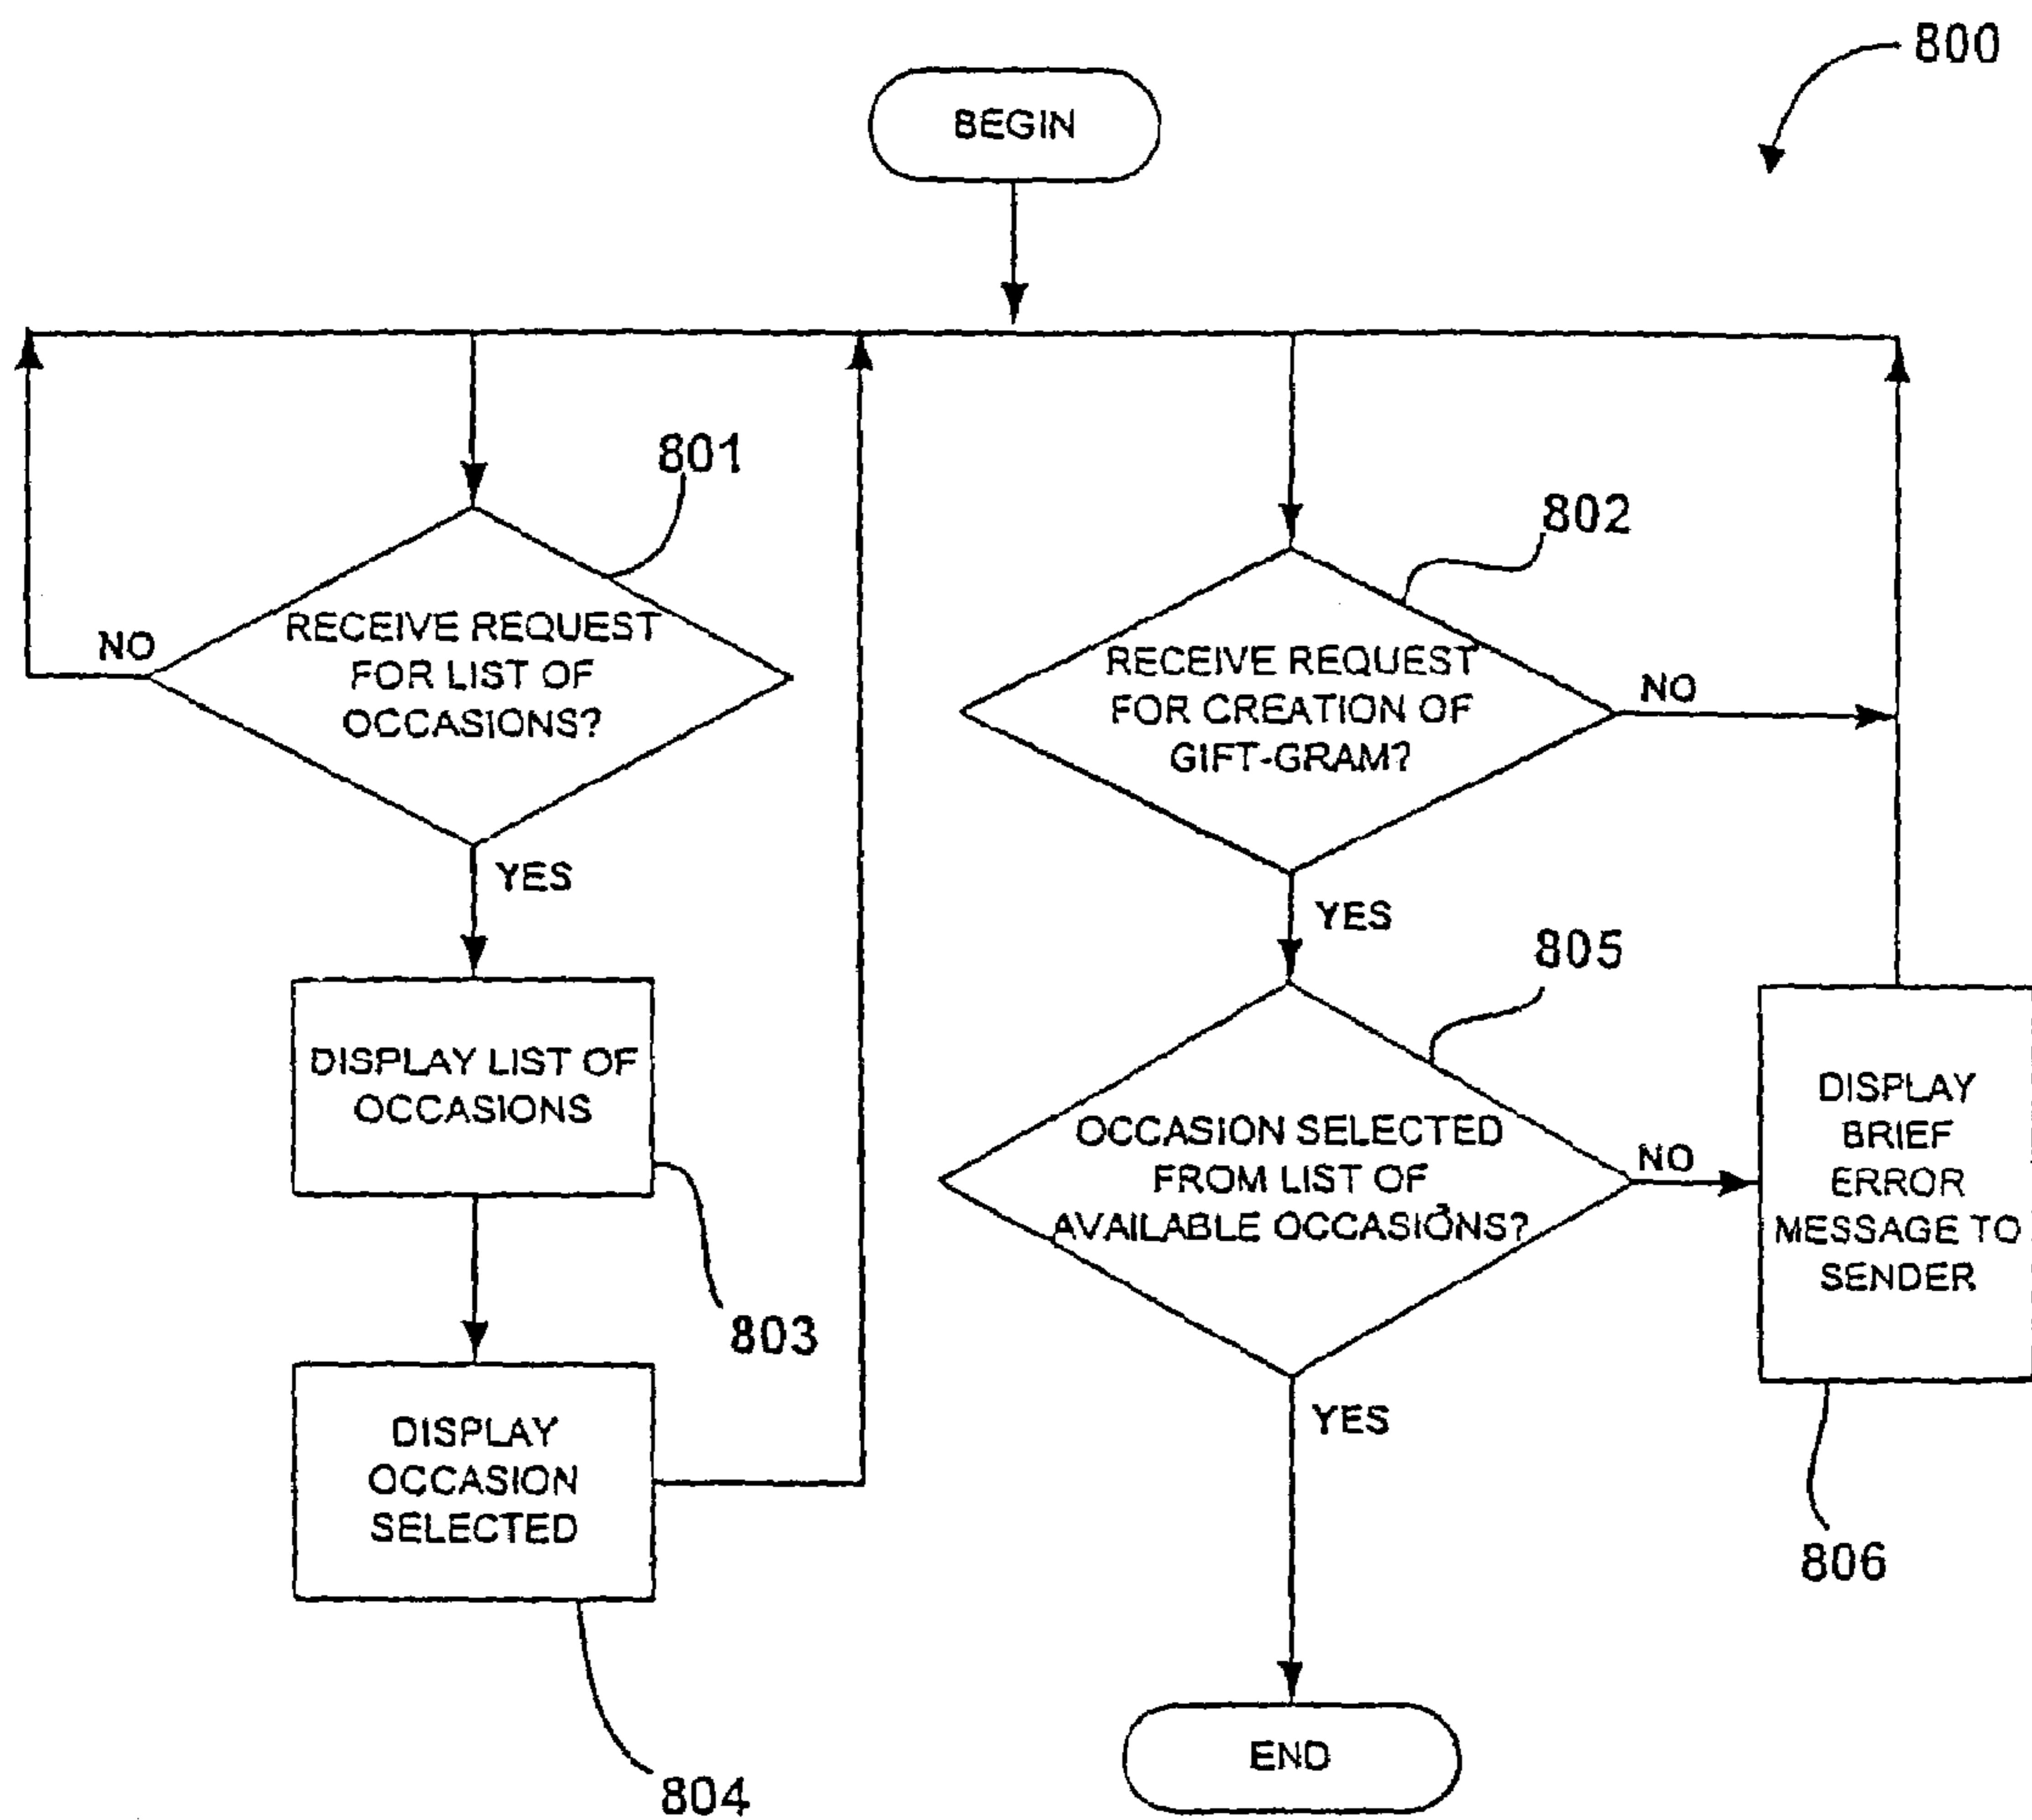 800
BEGIN
801
RECEIVE REQUEST
FOR LIST OF
OCCASIONS?
NO
YES
DISPLAY LIST OF
OCCASIONS
803
DISPLAY
OCCASION
SELECTED
804
802
RECEIVE REQUEST
FOR CREATION OF
GIFT-GRAM?
NO
YES
805
OCCASION SELECTED
FROM LIST OF
AVAILABLE OCCASIONS?
NO
YES
DISPLAY
BRIEF
ERROR
MESSAGE TO
SENDER
806
END